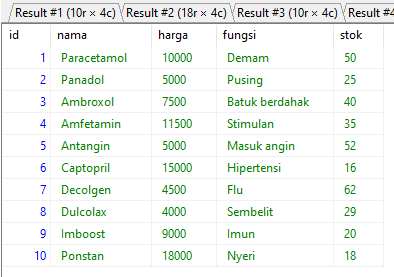 Result #1 (10r × 4c) Result #2 (18r × 4c) Result #3 (10r × 4c) Result #4
id nama harga fungsi stok
1 Paracetamol 10000 Demam 50
2 Panadol 5000 Pusing 25
3 Ambroxol 7500 Batuk berdahak 40
4 Amfetamin 11500 Stimulan 35
5 Antangin 5000 Masuk angin 52
6 Captopril 15000 Hipertensi 16
7 Decolgen 4500 Flu 62
8 Dulcolax 4000 Sembelit 29
9 Imboost 9000 Imun 20
10 Ponstan 18000 Nyeri 18